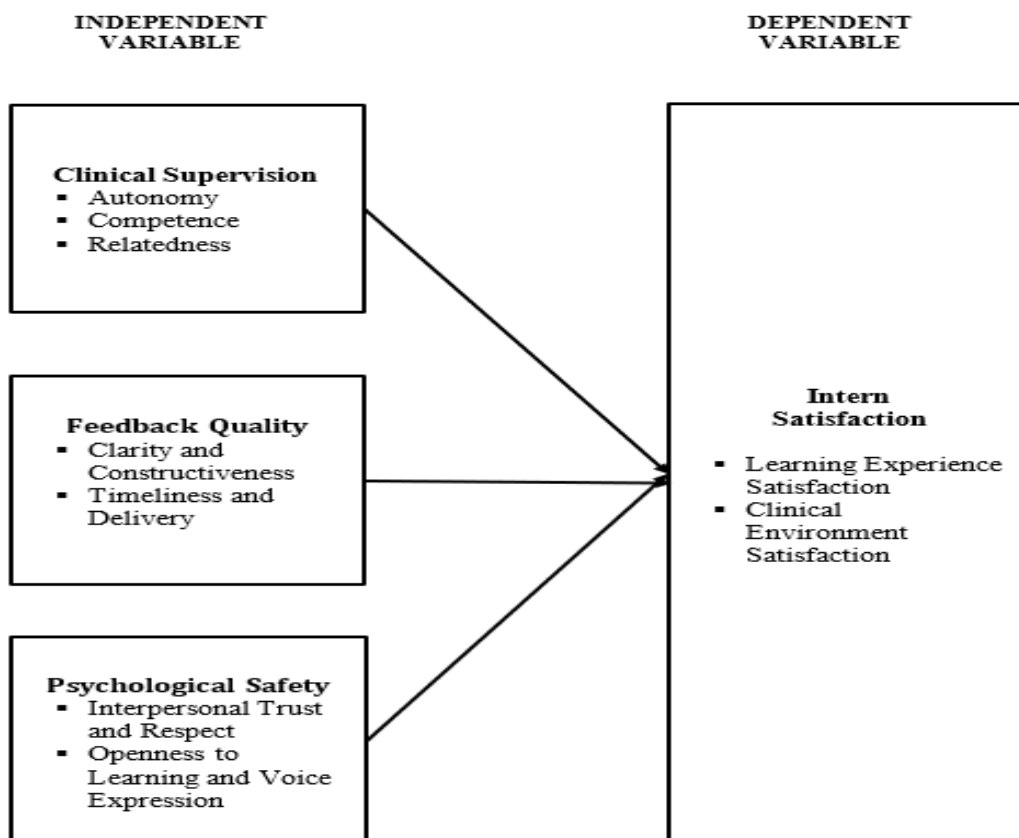 INDEPENDENT
VARIABLE
DEPENDENT
VARIABLE
Clinical Supervision
▪ Autonomy
▪ Competence
▪ Relatedness
Feedback Quality
▪ Clarity and
Constructiveness
▪ Timeliness and
Delivery
Psychological Safety
▪ Interpersonal Trust
and Respect
▪ Openness to
Learning and Voice
Expression
Intern
Satisfaction
▪ Learning Experience
Satisfaction
▪ Clinical
Environment
Satisfaction